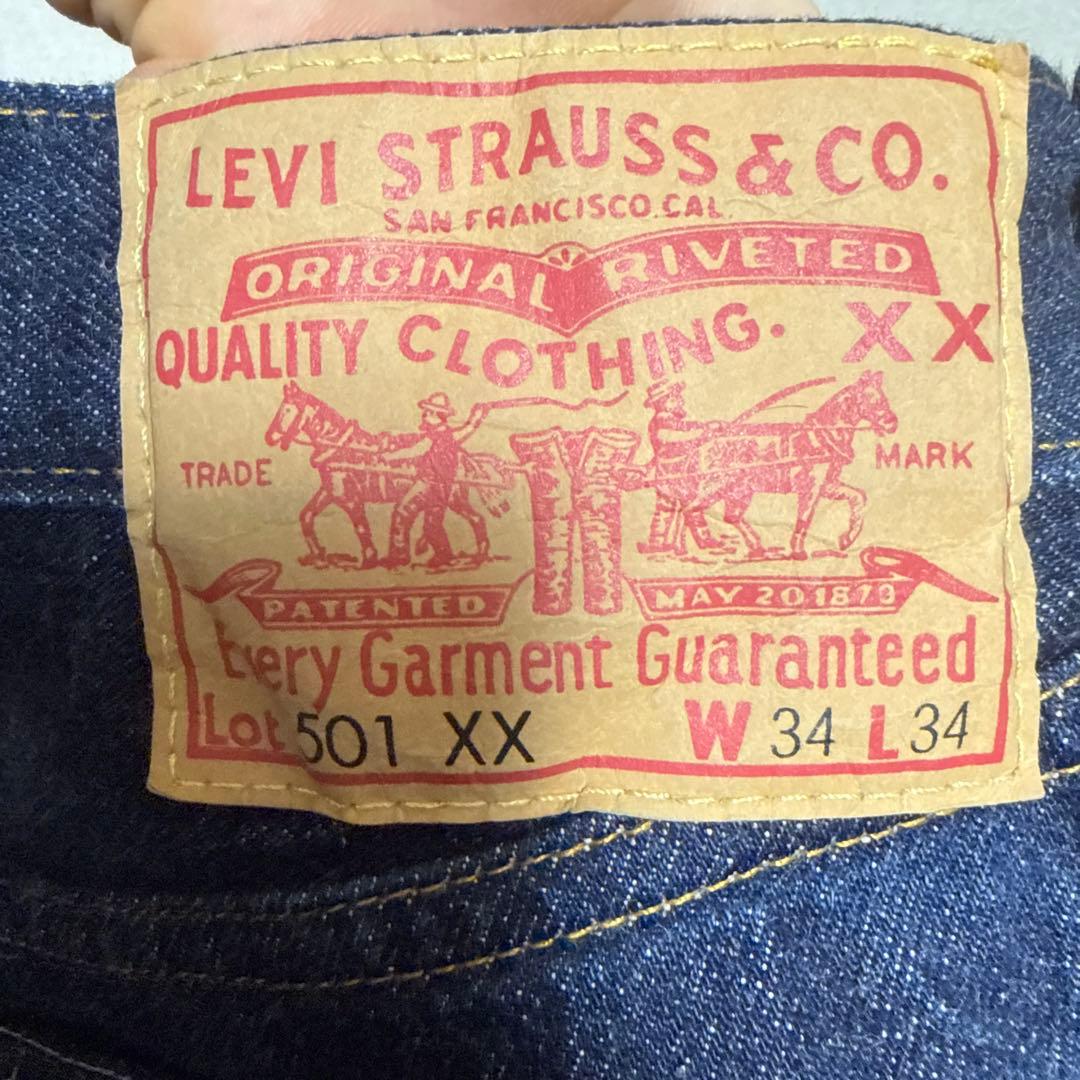 LEVI STRAUSS & CO.
SAN FRANCISCO. CAL.
ORIGINAL RIVETED
QUALITY CLOTHING. XX
TRADE MARK
PATENTED MAY 20 1873
Every Garment Guaranteed
Lot 501 XX W 34 L 34